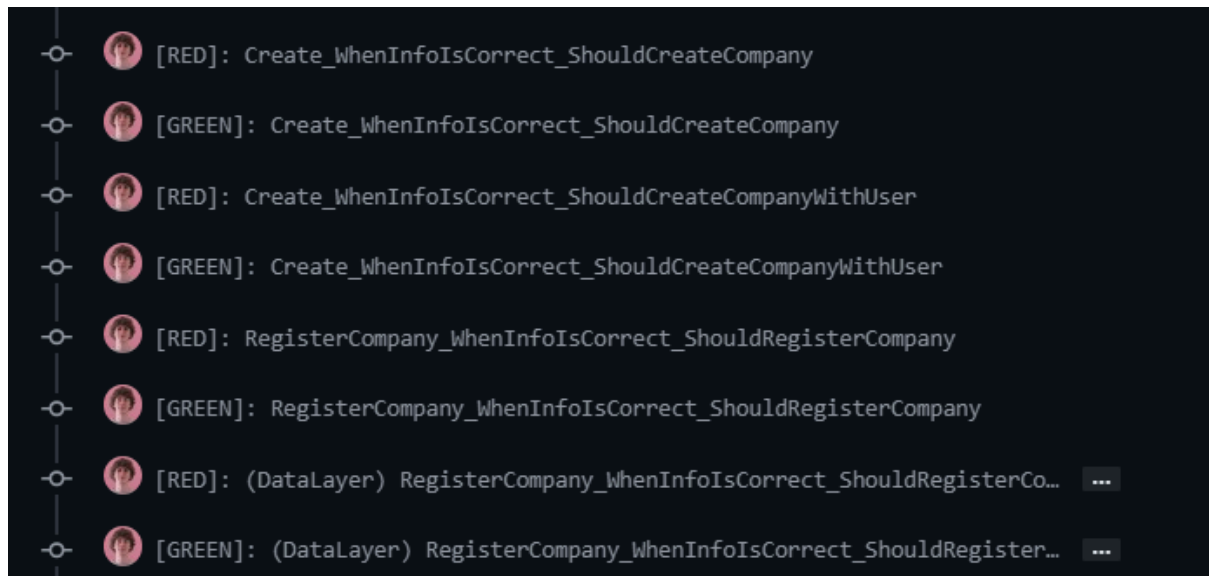 [RED]: Create_WhenInfoIsCorrect_ShouldCreateCompany
[GREEN]: Create_WhenInfoIsCorrect_ShouldCreateCompany
[RED]: Create_WhenInfoIsCorrect_ShouldCreateCompanyWithUser
[GREEN]: Create_WhenInfoIsCorrect_ShouldCreateCompanyWithUser
[RED]: RegisterCompany_WhenInfoIsCorrect_ShouldRegisterCompany
[GREEN]: RegisterCompany_WhenInfoIsCorrect_ShouldRegisterCompany
[RED]: (DataLayer) RegisterCompany_WhenInfoIsCorrect_ShouldRegisterCo… ...
[GREEN]: (DataLayer) RegisterCompany_WhenInfoIsCorrect_ShouldRegister… ...